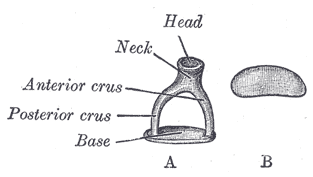 Head
Neck
Anterior crus
Posterior crus
Base
A
B